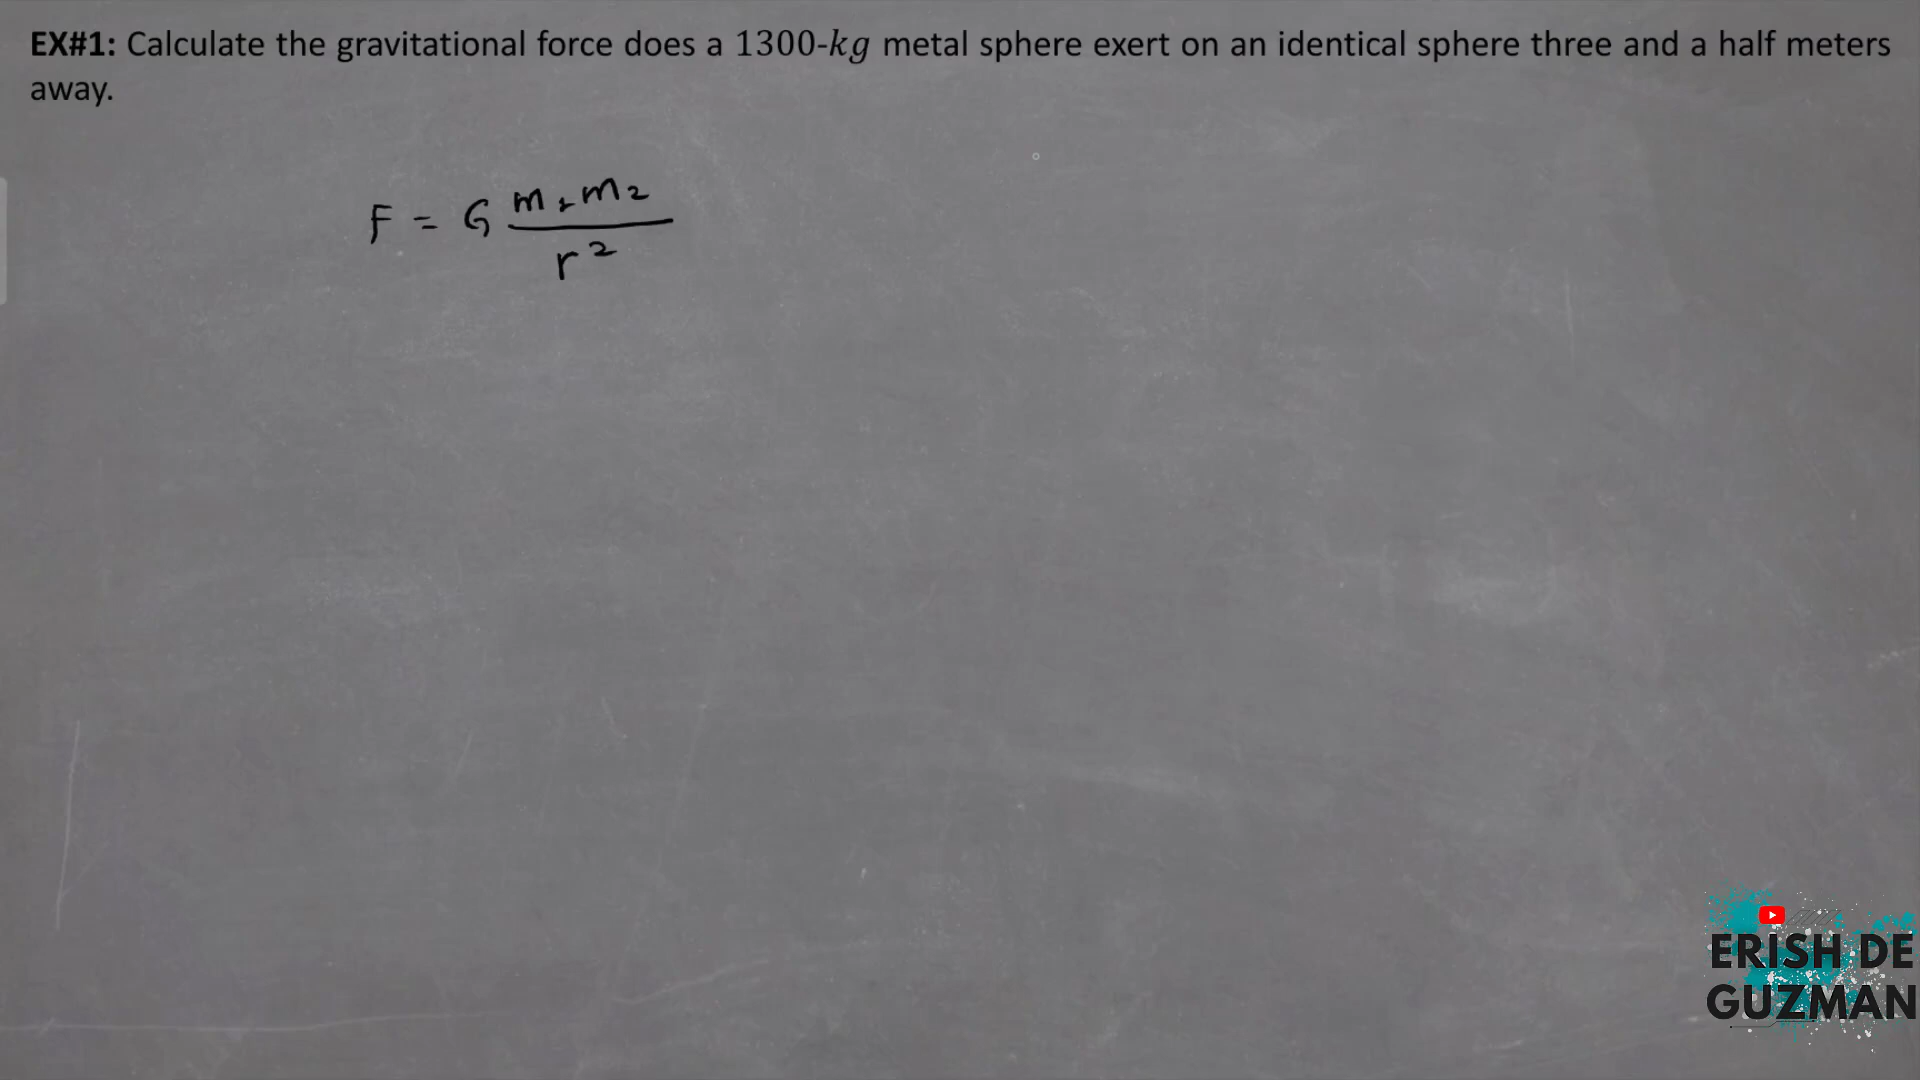 EX#1: Calculate the gravitational force does a 1300-kg metal sphere exert on an identical sphere three and a half meters
away.
F = G m₁m₂ / r²
ERISH DE
GUZMAN